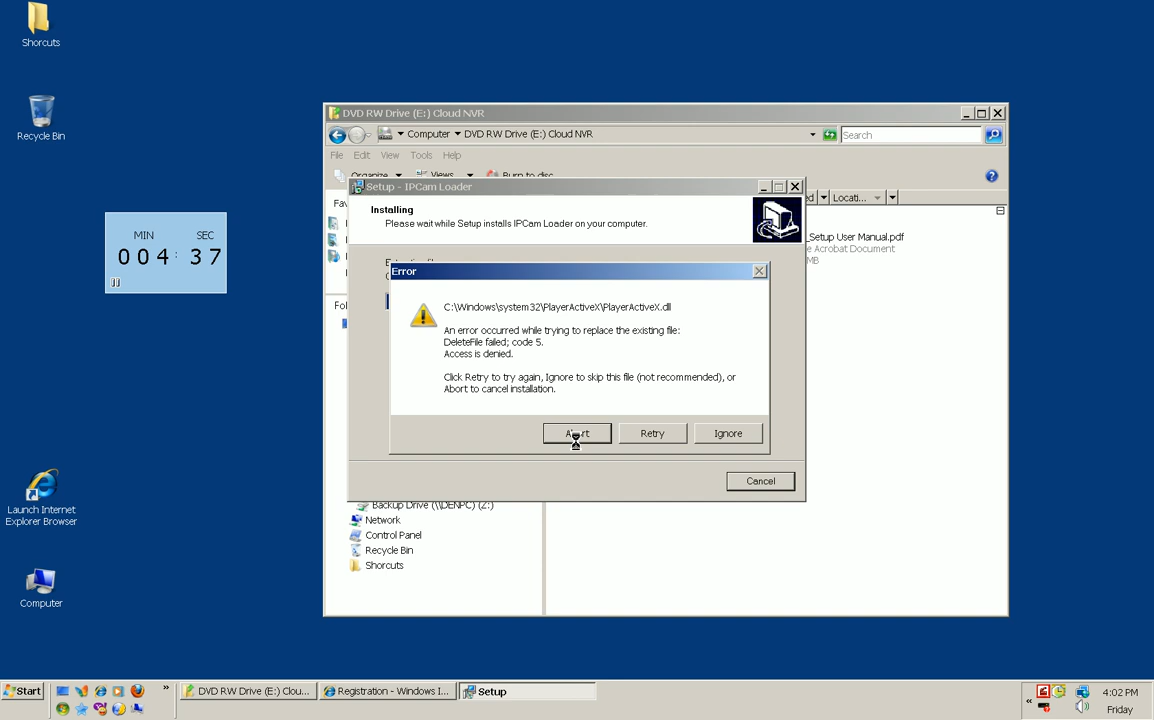 Shorcuts
Recycle Bin
MIN SEC
004:37
Launch Internet
Explorer Browser
Computer
DVD RW Drive (E:) Cloud NVR
Computer DVD RW Drive (E:) Cloud NVR
Search
File Edit View Tools Help
Organize Views Burn to disc
Setup - IPCam Loader
Locati...
Installing
Please wait while Setup installs IPCam Loader on your computer.
_Setup User Manual.pdf
Acrobat Document
MB
Error
C:\Windows\system32\PlayerActiveX\PlayerActiveX.dll
An error occurred while trying to replace the existing file:
DeleteFile failed; code 5.
Access is denied.
Click Retry to try again, Ignore to skip this file (not recommended), or
Abort to cancel installation.
Abort Retry Ignore
Cancel
Backup Drive (\\DENPC) (Z:)
Network
Control Panel
Recycle Bin
Shorcuts
Start
DVD RW Drive (E:) Clou...
Registration - Windows I...
Setup
4:02 PM
Friday